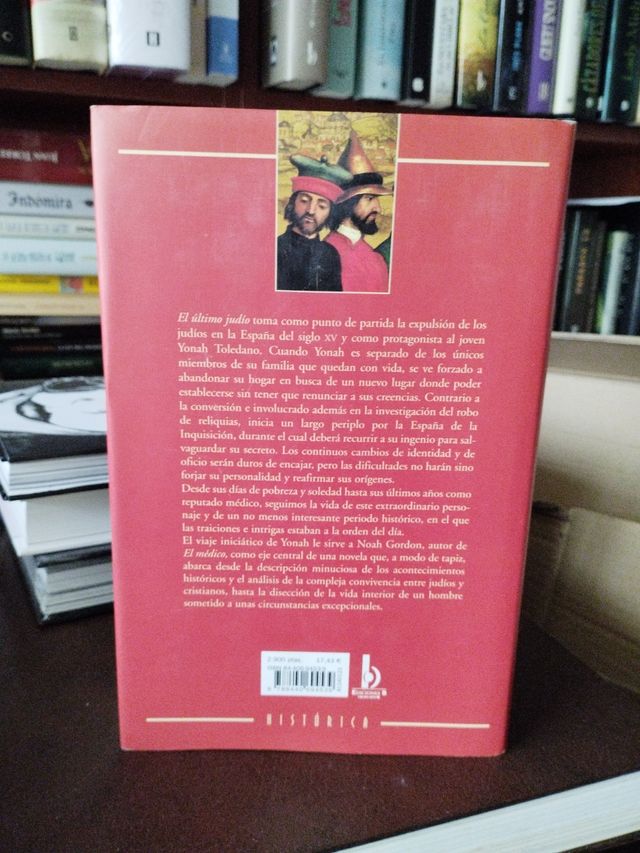 Indómita
El último judío toma como punto de partida la expulsión de los
judíos en la España del siglo XV y como protagonista al joven
Yonah Toledano. Cuando Yonah es separado de los únicos
miembros de su familia que quedan con vida, se ve forzado a
abandonar su hogar en busca de un nuevo lugar donde poder
establecerse sin tener que renunciar a sus creencias. Contrario a
la conversión e involucrado además en la investigación del robo
de reliquias, inicia un largo periplo por la España de la
Inquisición, durante el cual deberá recurrir a su ingenio para sal-
vaguardar su secreto. Los continuos cambios de identidad y de
oficio serán duros de encajar, pero las dificultades no harán sino
forjar su personalidad y reafirmar sus orígenes.
Desde sus días de pobreza y soledad hasta sus últimos años como
reputado médico, seguimos la vida de este extraordinario perso-
naje y de un no menos interesante periodo histórico, en el que
las traiciones e intrigas estaban a la orden del día.
El viaje iniciático de Yonah le sirve a Noah Gordon, autor de
El médico, como eje central de una novela que, a modo de tapiz,
abarca desde la descripción minuciosa de los acontecimientos
históricos y el análisis de la compleja convivencia entre judíos y
cristianos, hasta la disección de la vida interior de un hombre
sometido a unas circunstancias excepcionales.
2.900 ptas. 17,43 €
b
HISTÓRICA